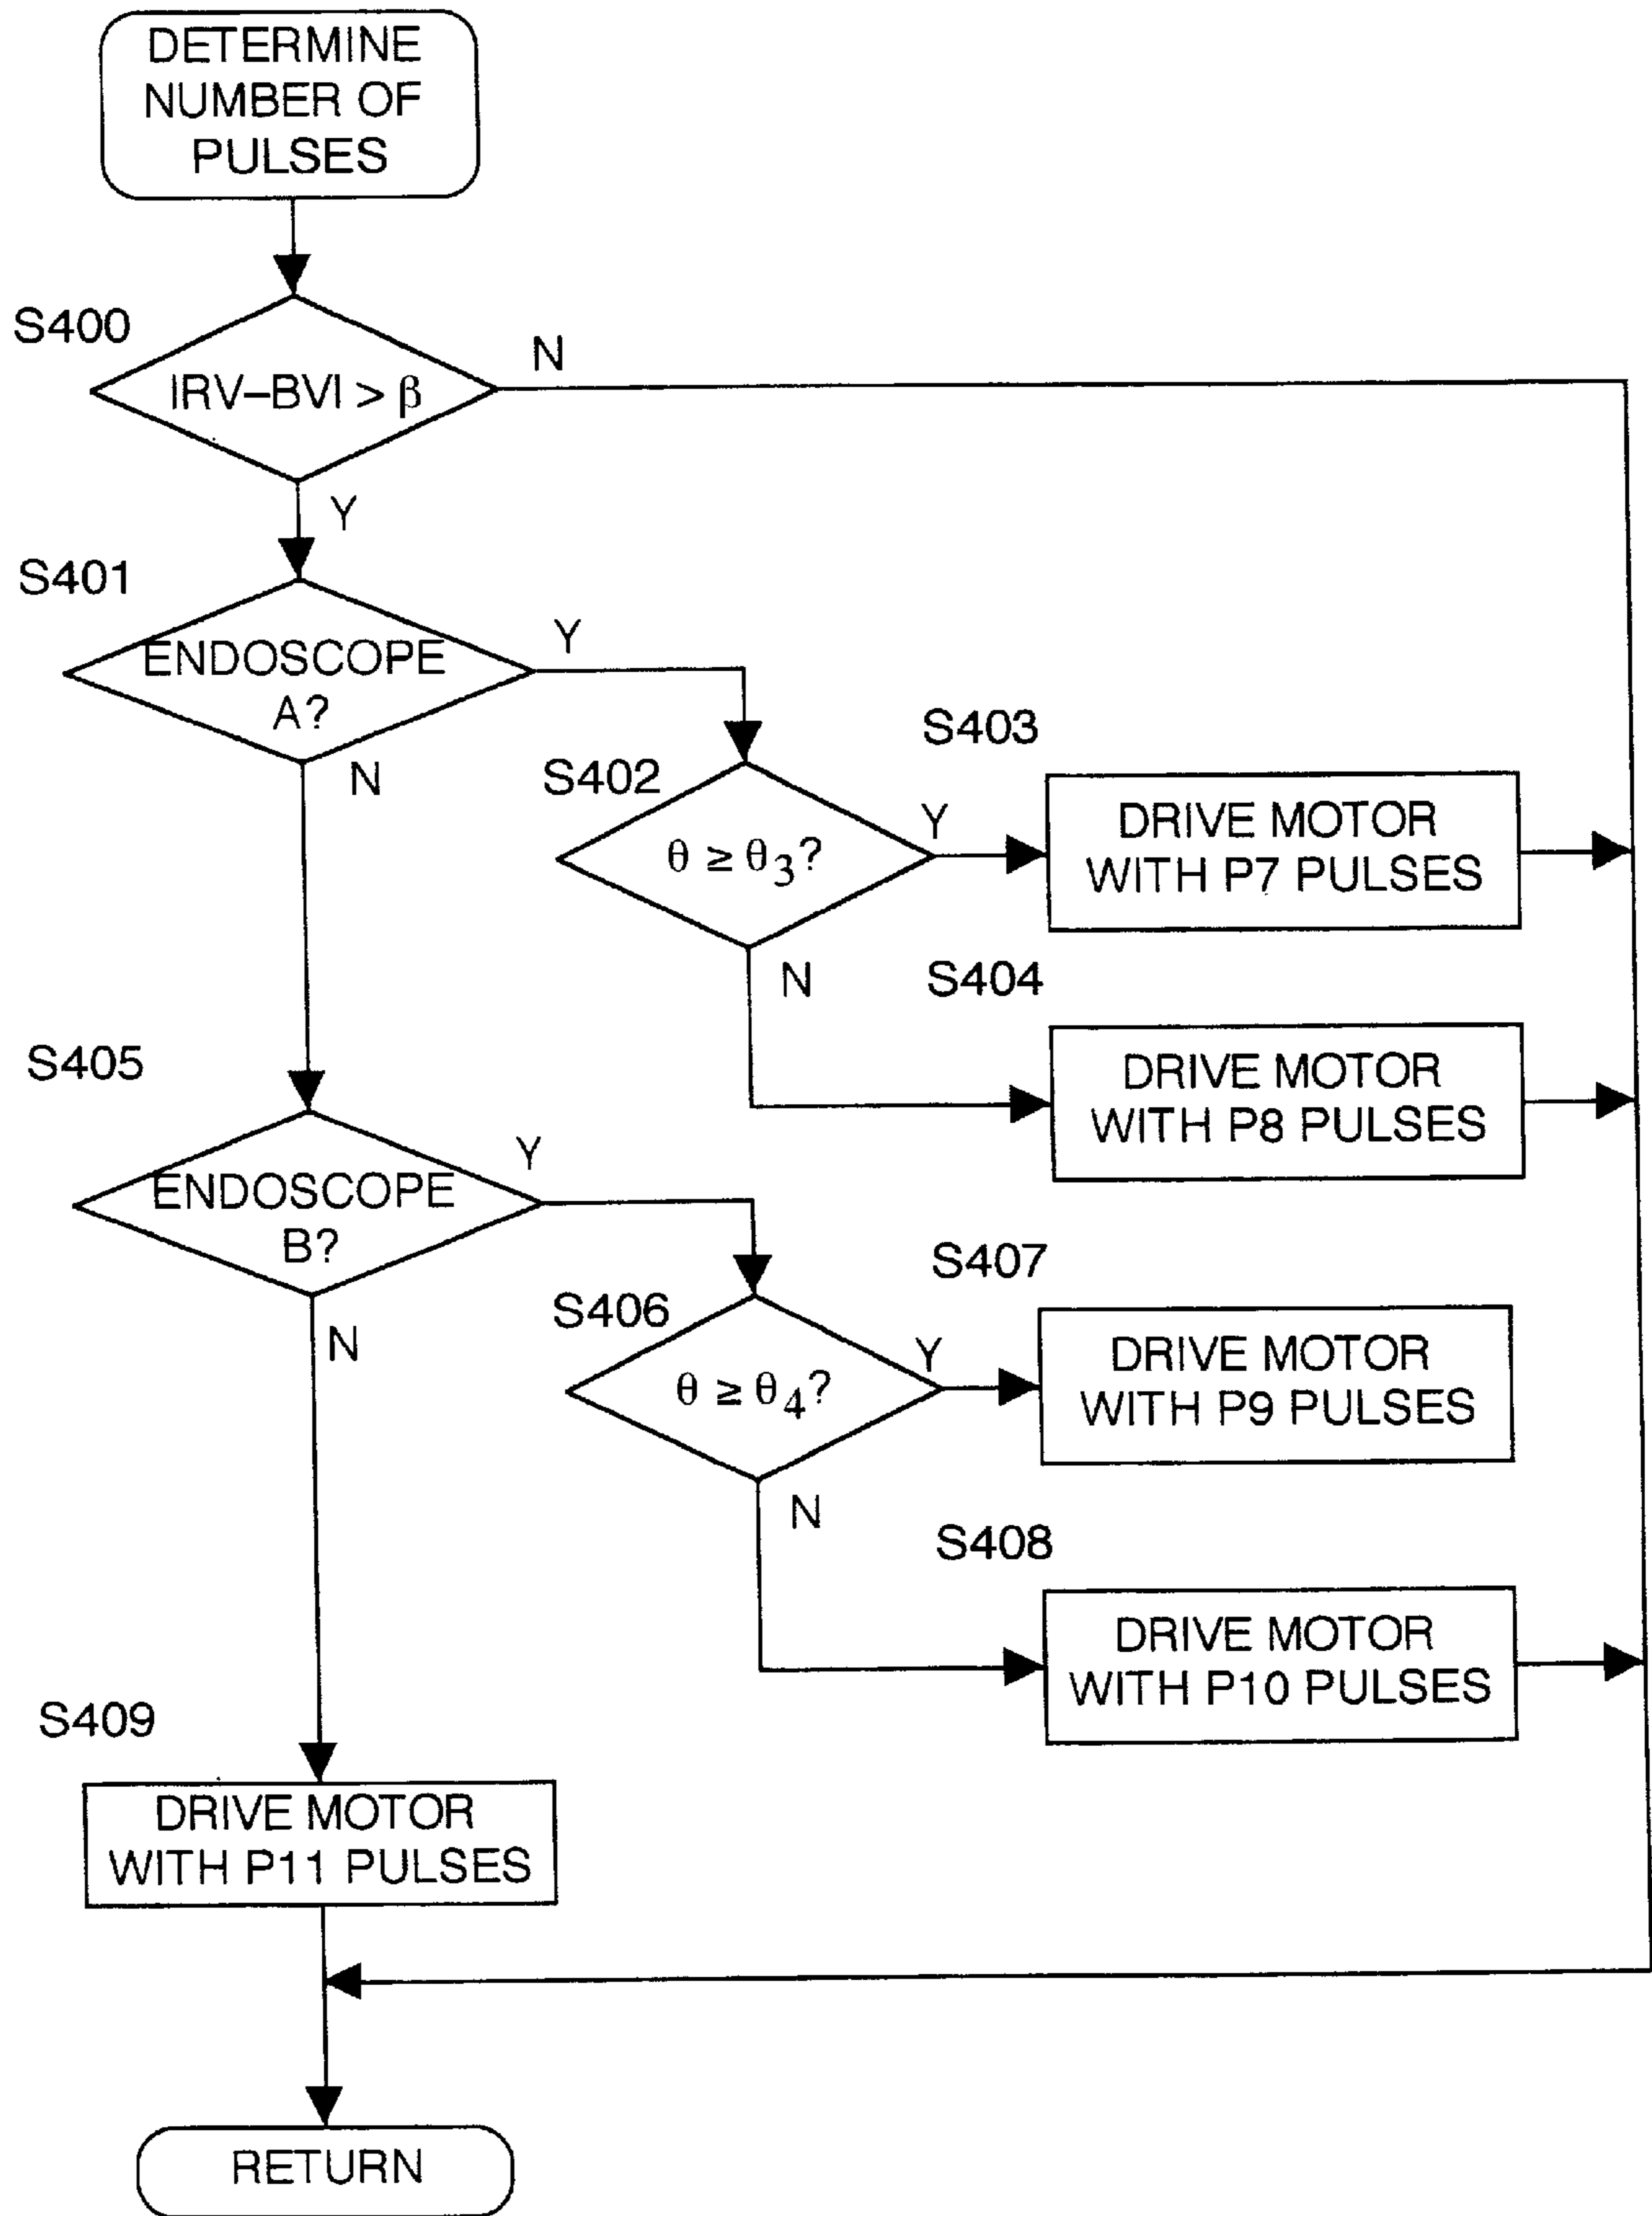 DETERMINE
NUMBER OF
PULSES
S400
IRV–BVI > β
N
Y
S401
ENDOSCOPE
A?
Y
N
S402
θ ≥ θ3?
Y
N
S403
DRIVE MOTOR
WITH P7 PULSES
S404
DRIVE MOTOR
WITH P8 PULSES
S405
ENDOSCOPE
B?
Y
N
S406
θ ≥ θ4?
Y
N
S407
DRIVE MOTOR
WITH P9 PULSES
S408
DRIVE MOTOR
WITH P10 PULSES
S409
DRIVE MOTOR
WITH P11 PULSES
RETURN